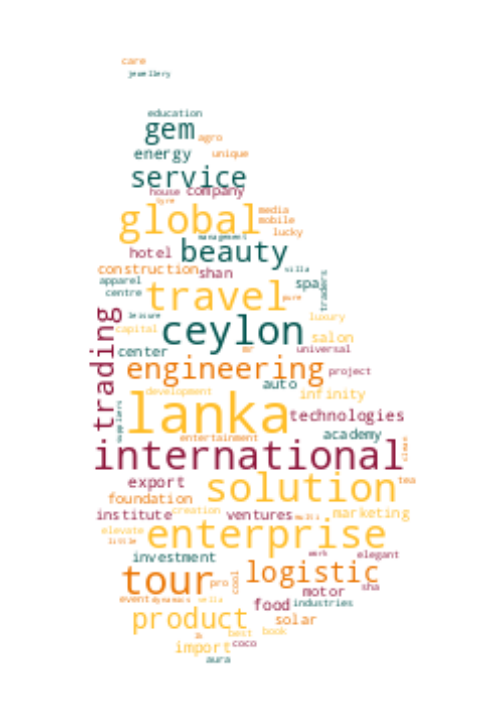 care
jewellery
education
gem
agro
energy unique
service
house company
tyre
global media
mobile
lucky
management
hotel beauty
construction shan villa
apparel spa traders
centre travel pure
leisure luxury
trading
capital ceylon salon
center mr universal
engineering project
auto
development infinity
lanka technologies
suppliers academy
entertainment clean
international
export solution tea
foundation
institute creation ventures multi marketing
elevate enterprise
little
investment work elegant
tour pro cool logistic sha
motor
event dynamics vella food industries
product solar
best book
a
import coco
aura